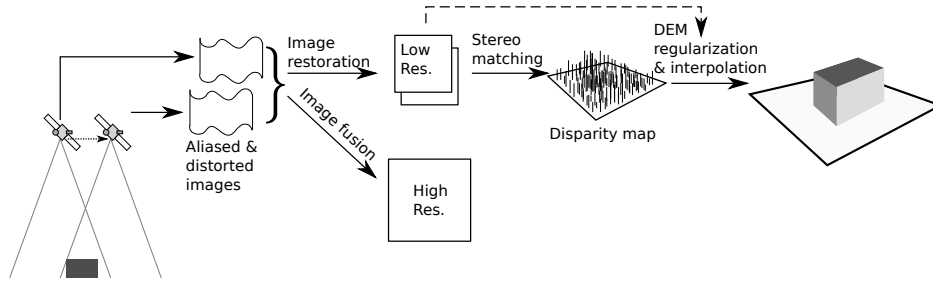 Image
restoration
Low
Res.
Stereo
matching
DEM
regularization
& interpolation
Image fusion
Aliased &
distorted
images
Disparity map
High
Res.